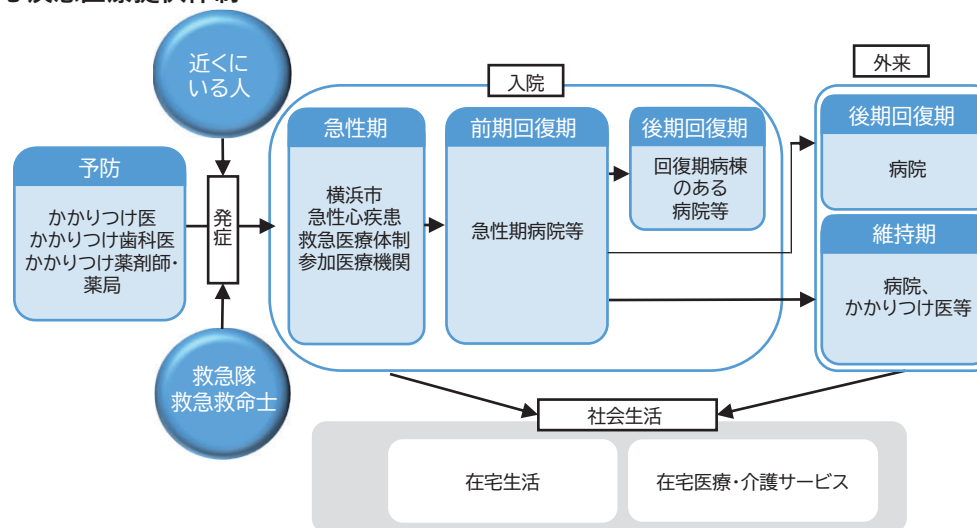 近くに
いる人
予防
かかりつけ医
かかりつけ歯科医
かかりつけ薬剤師・
薬局
発症
救急隊
救急救命士
入院
急性期
横浜市
急性心疾患
救急医療体制
参加医療機関
前期回復期
急性期病院等
後期回復期
回復期病棟
のある
病院等
外来
後期回復期
病院
維持期
病院、
かかりつけ医等
社会生活
在宅生活
在宅医療・介護サービス